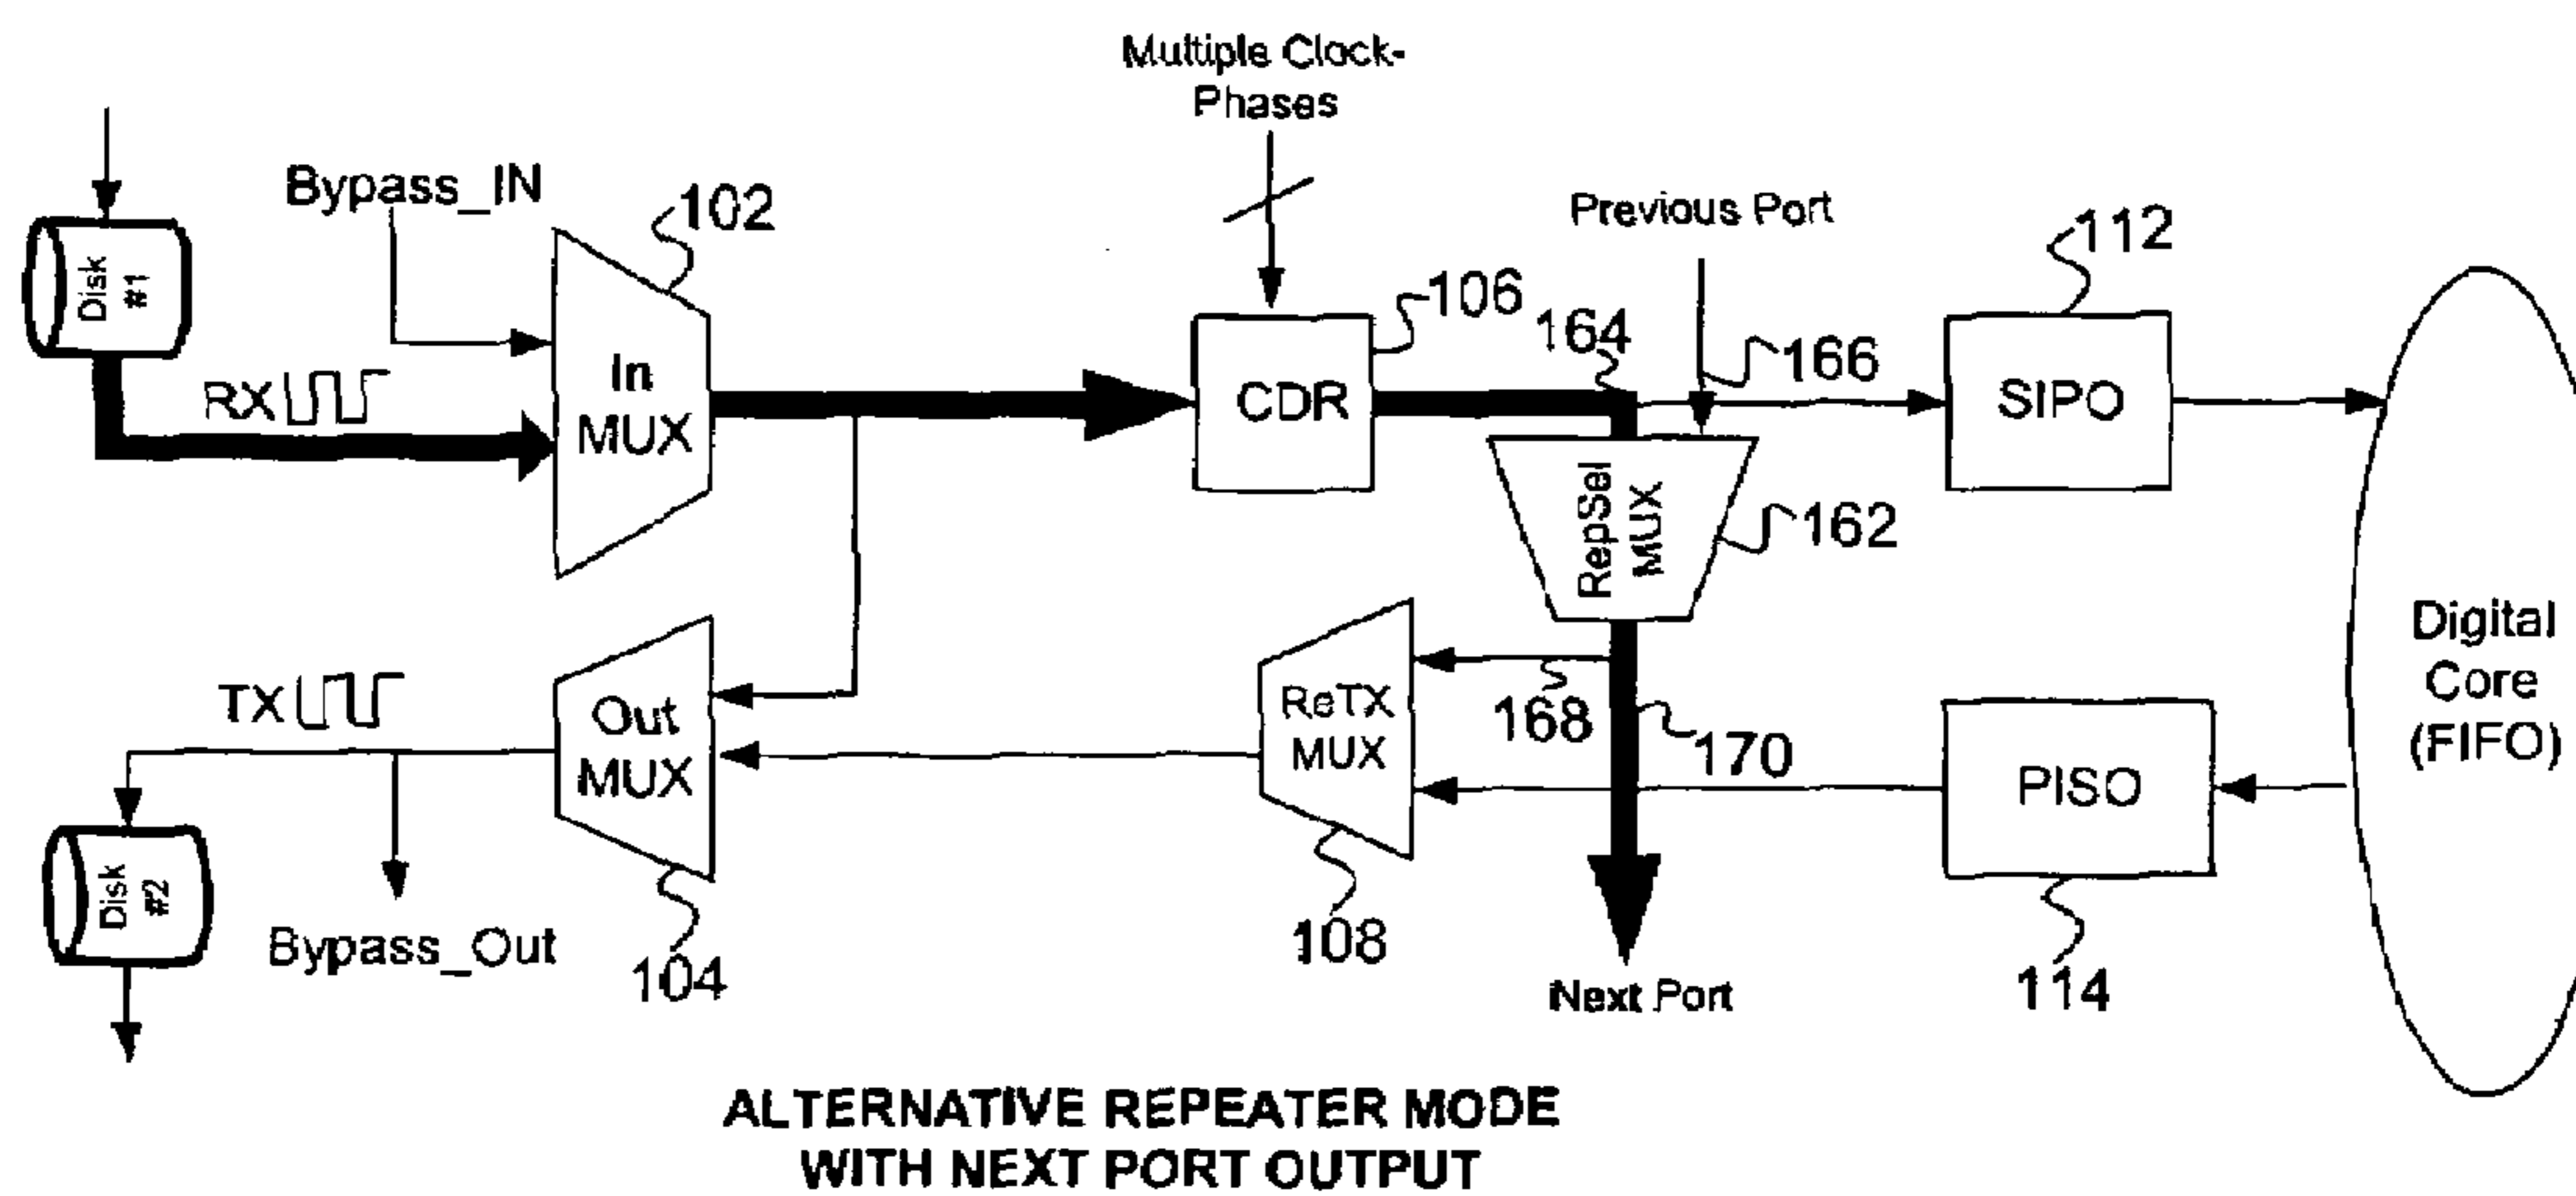 Multiple Clock-
Phases
Bypass_IN
102
Previous Port
112
Disk
#1
106
164
166
RX
In
MUX
CDR
SIPO
RepSel
MUX
162
Digital
Core
(FIFO)
TX
Out
MUX
ReTX
MUX
168
170
PISO
Disk
#2
Bypass_Out
104
108
Next Port
114
ALTERNATIVE REPEATER MODE
WITH NEXT PORT OUTPUT